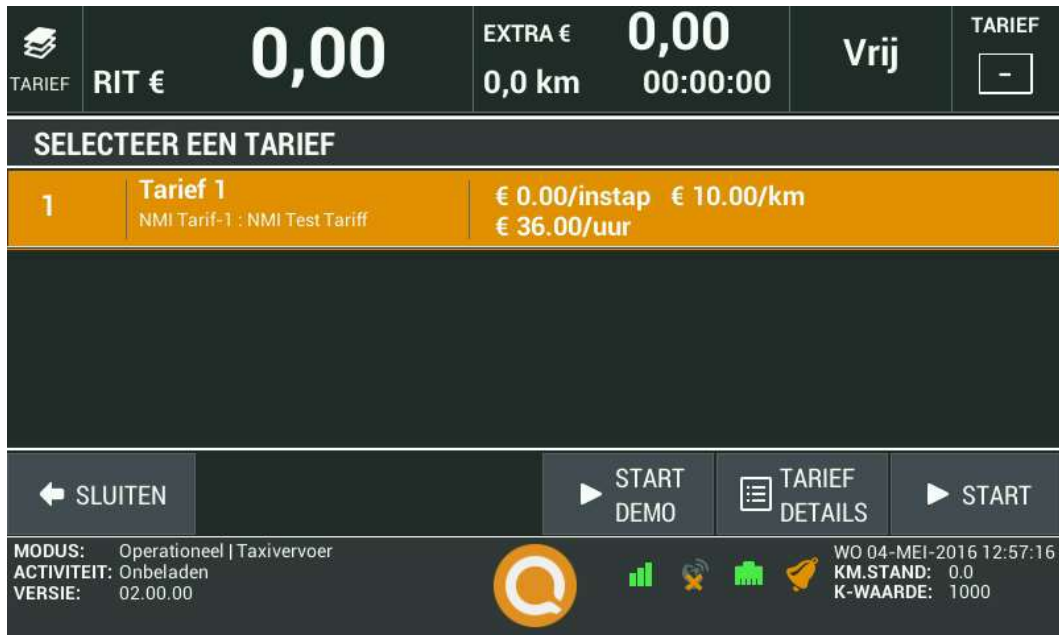 TARIEF
RIT €
0,00
EXTRA €
0,00
0,0 km
00:00:00
Vrij
TARIEF
-
SELECTEER EEN TARIEF
1
Tarief 1
NMI Tarif-1 : NMI Test Tariff
€ 0.00/instap € 10.00/km
€ 36.00/uur
SLUITEN
START
DEMO
TARIEF
DETAILS
START
MODUS: Operationeel | Taxivervoer
ACTIVITEIT: Onbeladen
VERSIE: 02.00.00
WO 04-MEI-2016 12:57:16
KM.STAND: 0.0
K-WAARDE: 1000